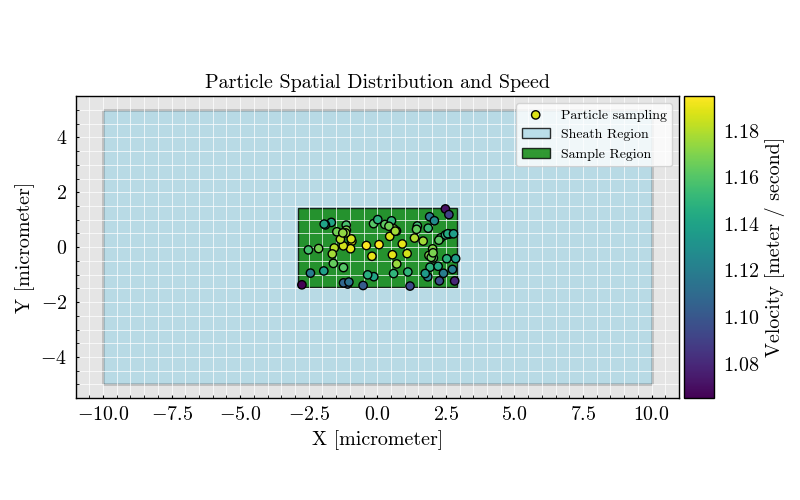 Particle Spatial Distribution and Speed
Particle sampling
Sheath Region
Sample Region
Y [micrometer]
4
2
0
−2
−4
−10.0 −7.5 −5.0 −2.5 0.0 2.5 5.0 7.5 10.0
X [micrometer]
1.18
1.16
1.14
1.12
1.10
1.08
Velocity [meter / second]